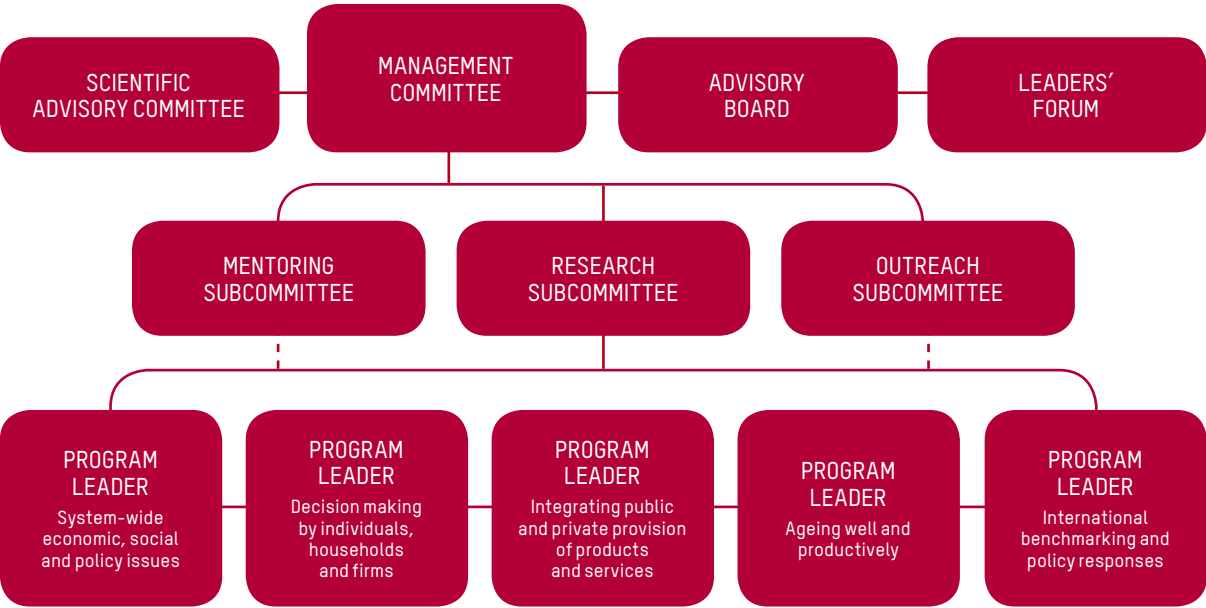 SCIENTIFIC
ADVISORY COMMITTEE
MANAGEMENT
COMMITTEE
ADVISORY
BOARD
LEADERS’
FORUM
MENTORING
SUBCOMMITTEE
RESEARCH
SUBCOMMITTEE
OUTREACH
SUBCOMMITTEE
PROGRAM
LEADER
System-wide
economic, social
and policy issues
PROGRAM
LEADER
Decision making
by individuals,
households
and firms
PROGRAM
LEADER
Integrating public
and private provision
of products
and services
PROGRAM
LEADER
Ageing well and
productively
PROGRAM
LEADER
International
benchmarking and
policy responses